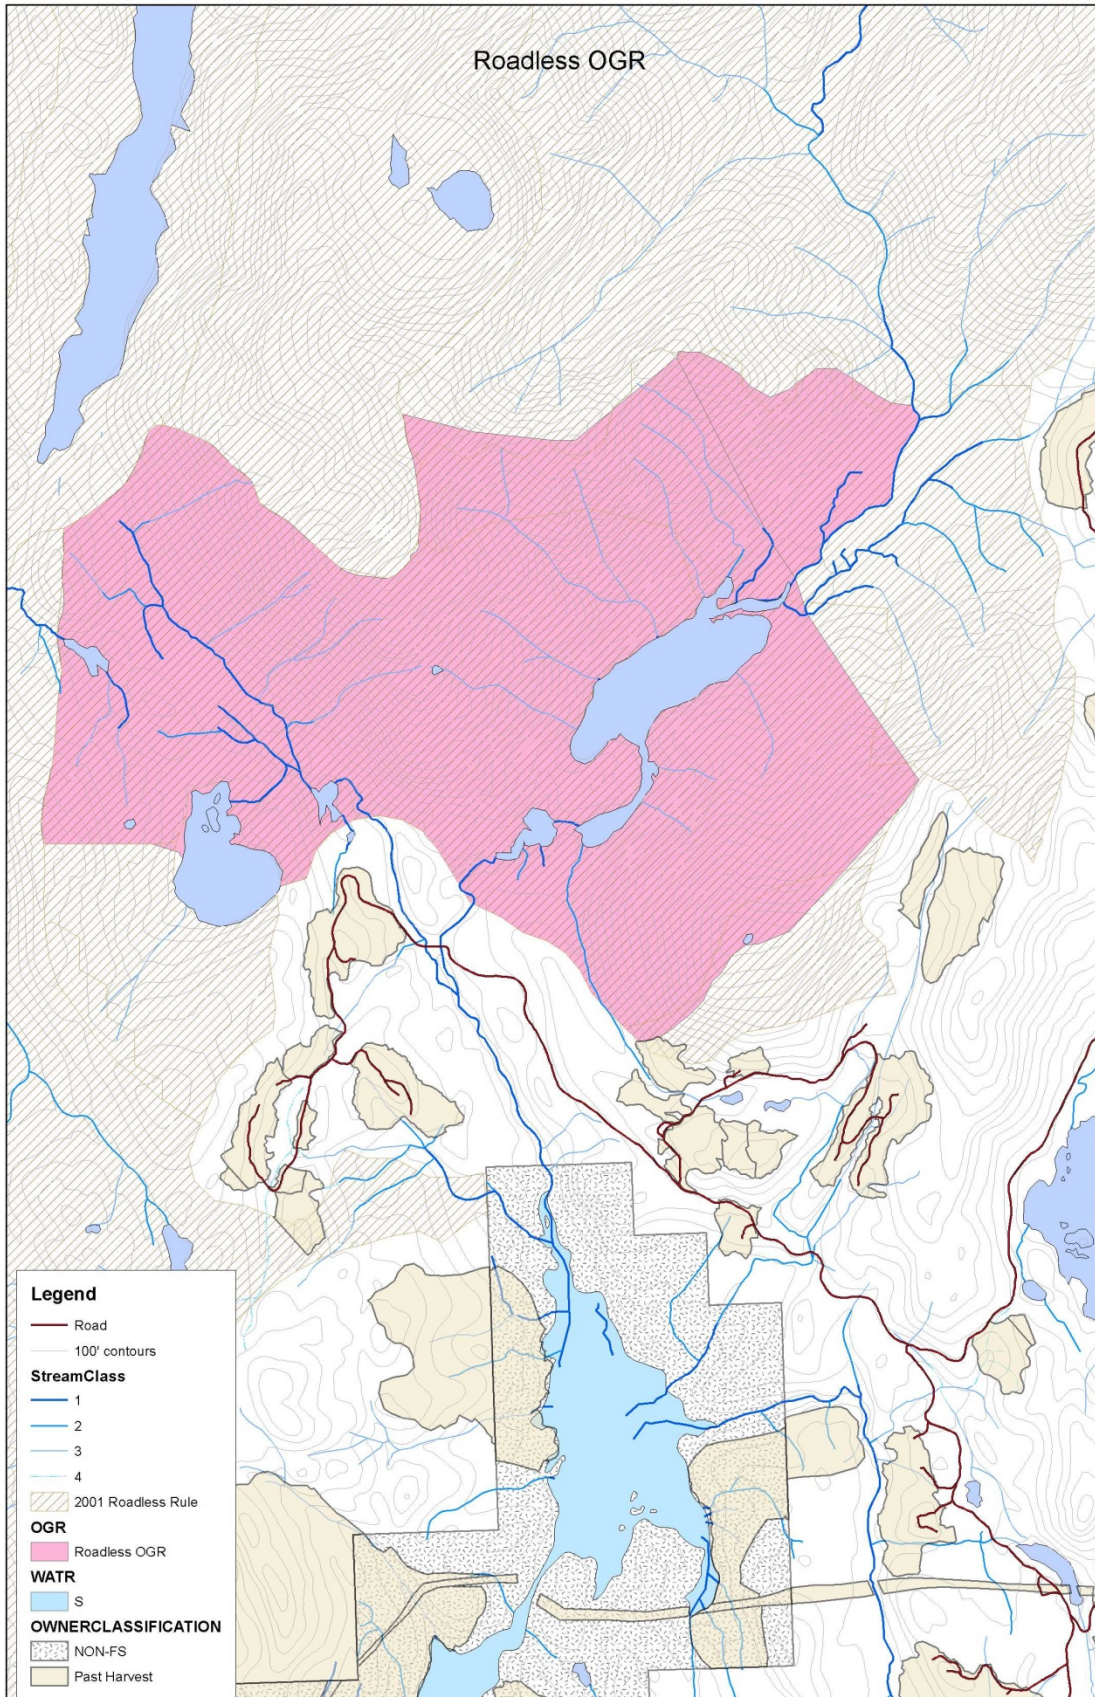 Roadless OGR
Legend
Road
100' contours
StreamClass
1
2
3
4
2001 Roadless Rule
OGR
Roadless OGR
WATR
S
OWNERCLASSIFICATION
NON-FS
Past Harvest